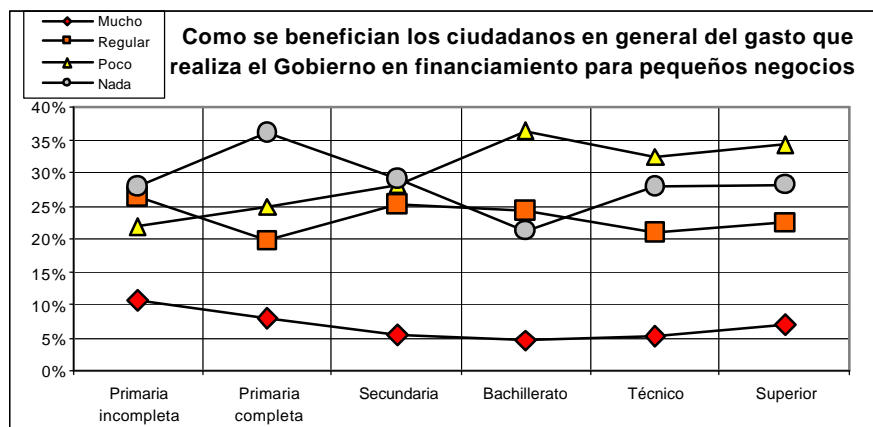 Mucho
Regular
Poco
Nada
Como se benefician los ciudadanos en general del gasto que
realiza el Gobierno en financiamiento para pequeños negocios
40%
35%
30%
25%
20%
15%
10%
5%
0%
Primaria
incompleta
Primaria
completa
Secundaria
Bachillerato
Técnico
Superior